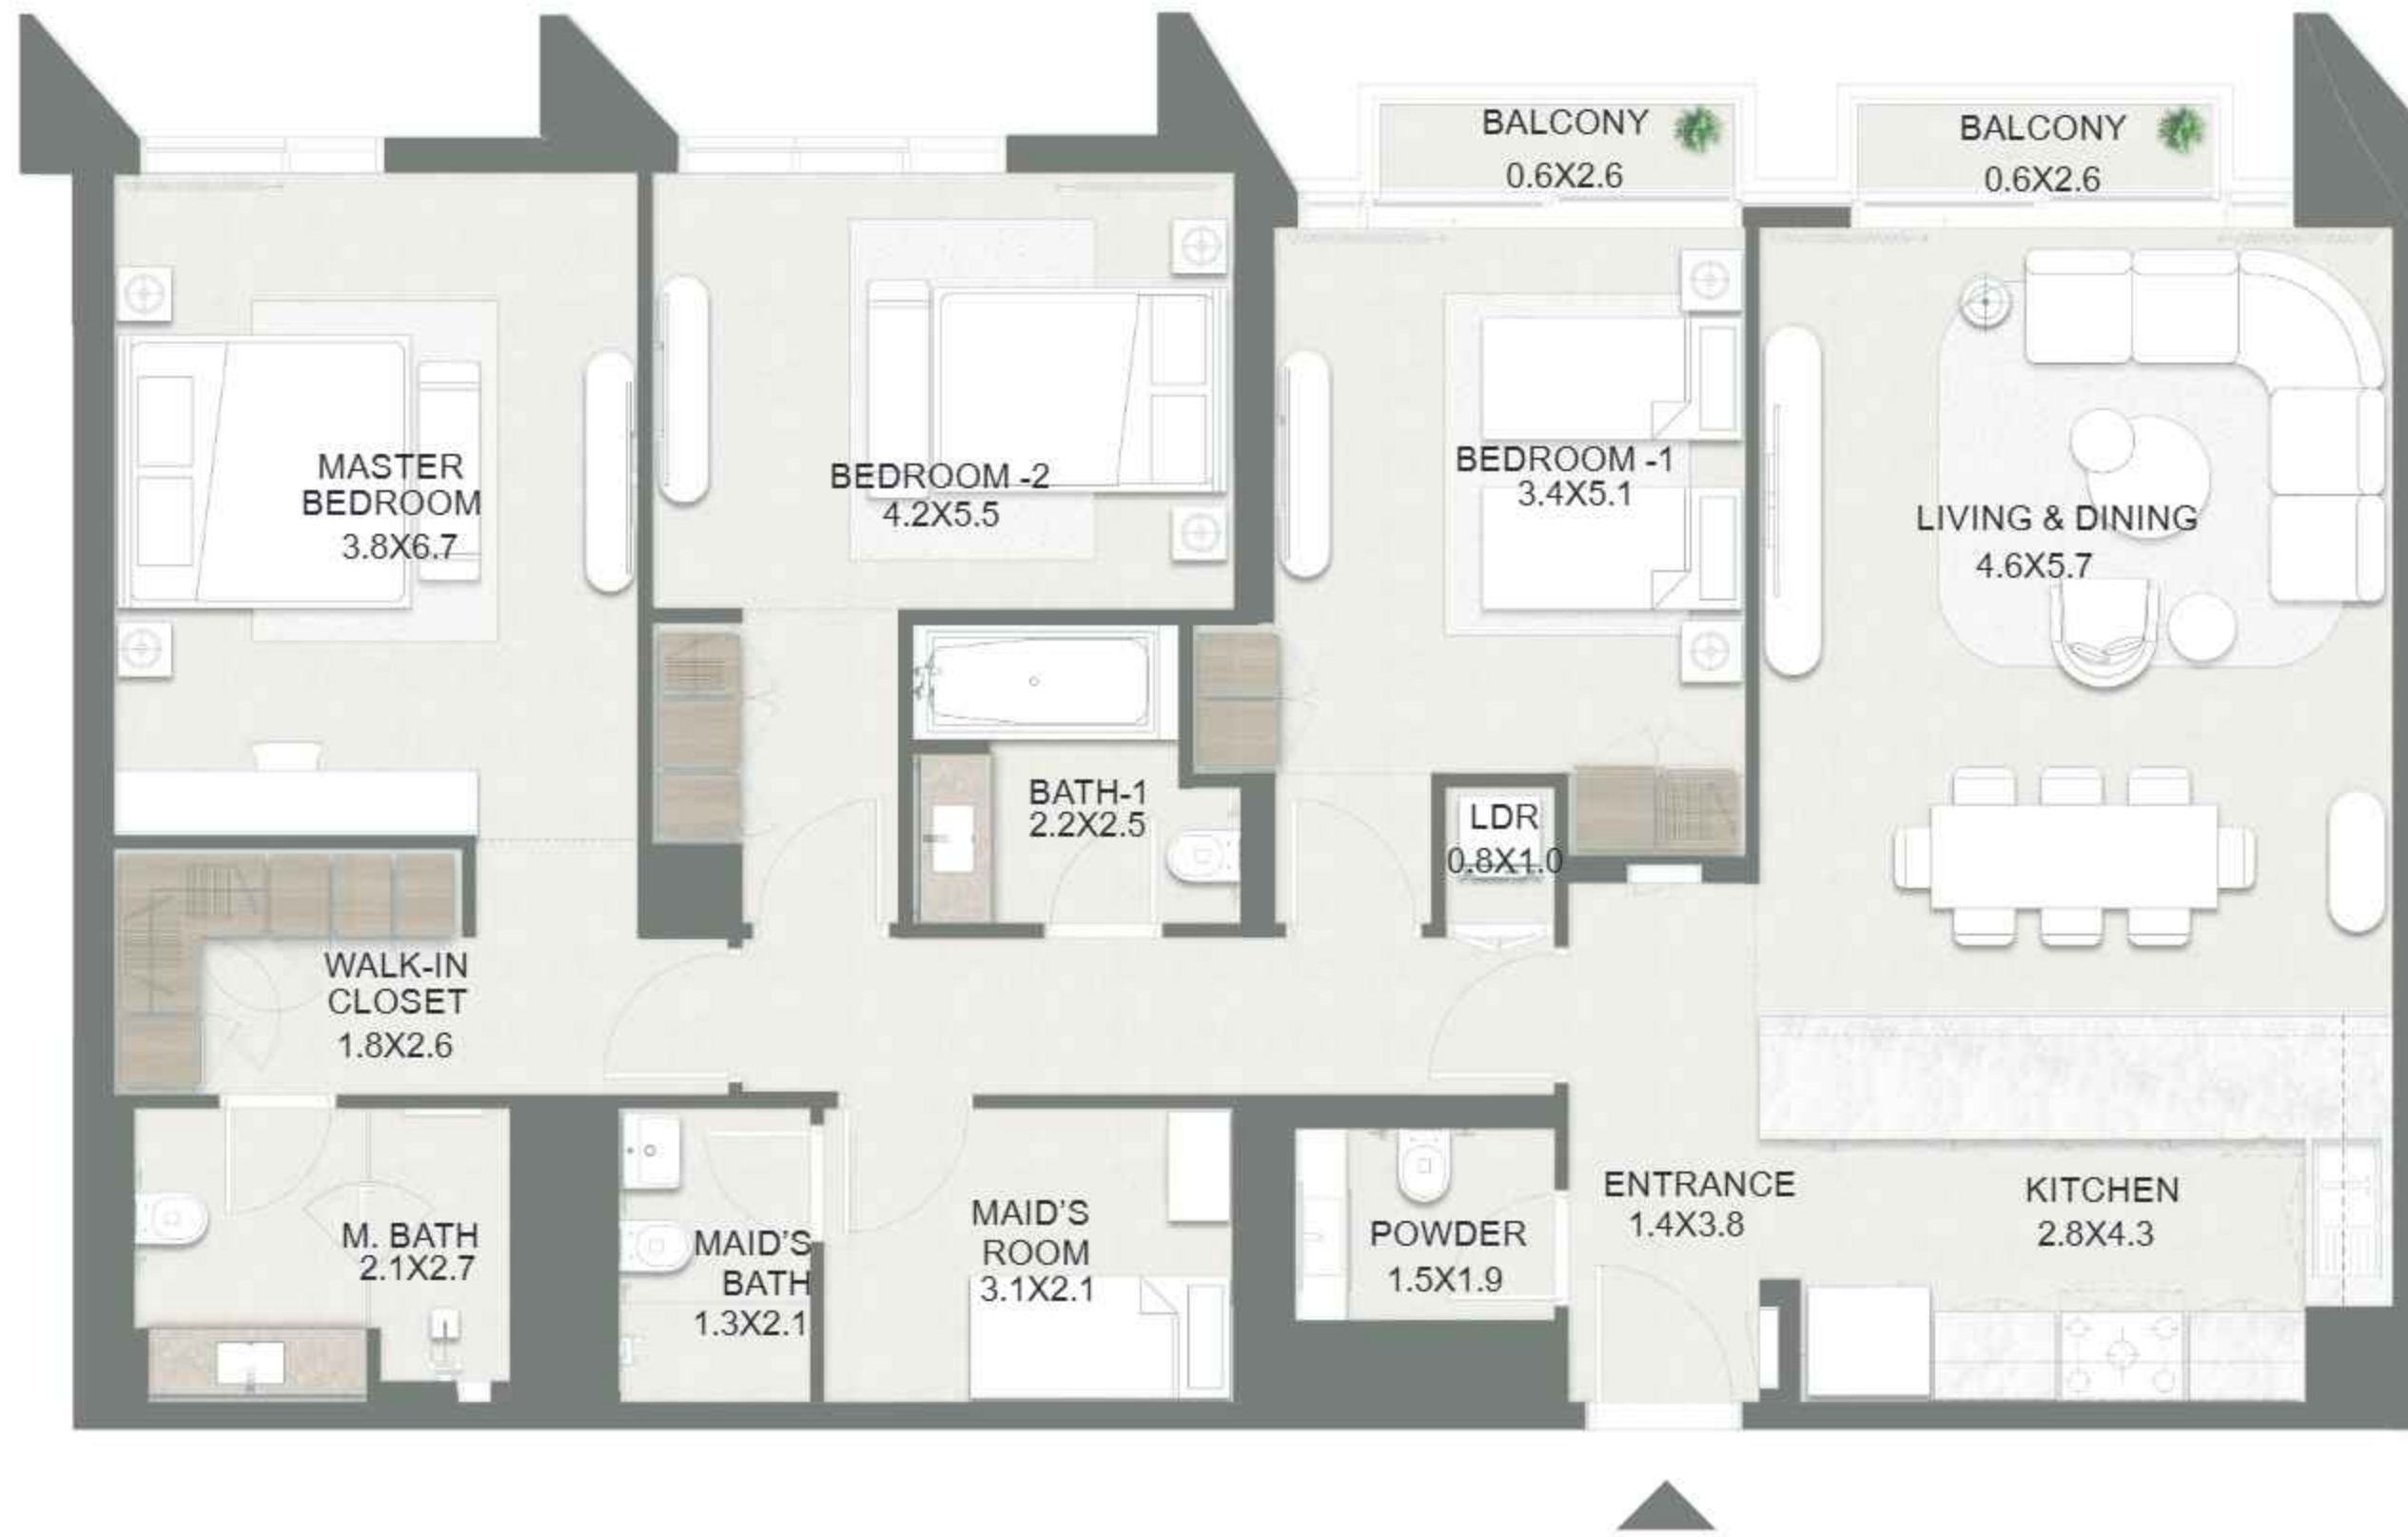 BALCONY
0.6X2.6
BALCONY
0.6X2.6
MASTER
BEDROOM
3.8X6.7
BEDROOM -2
4.2X5.5
BEDROOM -1
3.4X5.1
LIVING & DINING
4.6X5.7
BATH-1
2.2X2.5
LDR
0.8X1.0
WALK-IN
CLOSET
1.8X2.6
M. BATH
2.1X2.7
MAID'S
BATH
1.3X2.1
MAID'S
ROOM
3.1X2.1
POWDER
1.5X1.9
ENTRANCE
1.4X3.8
KITCHEN
2.8X4.3